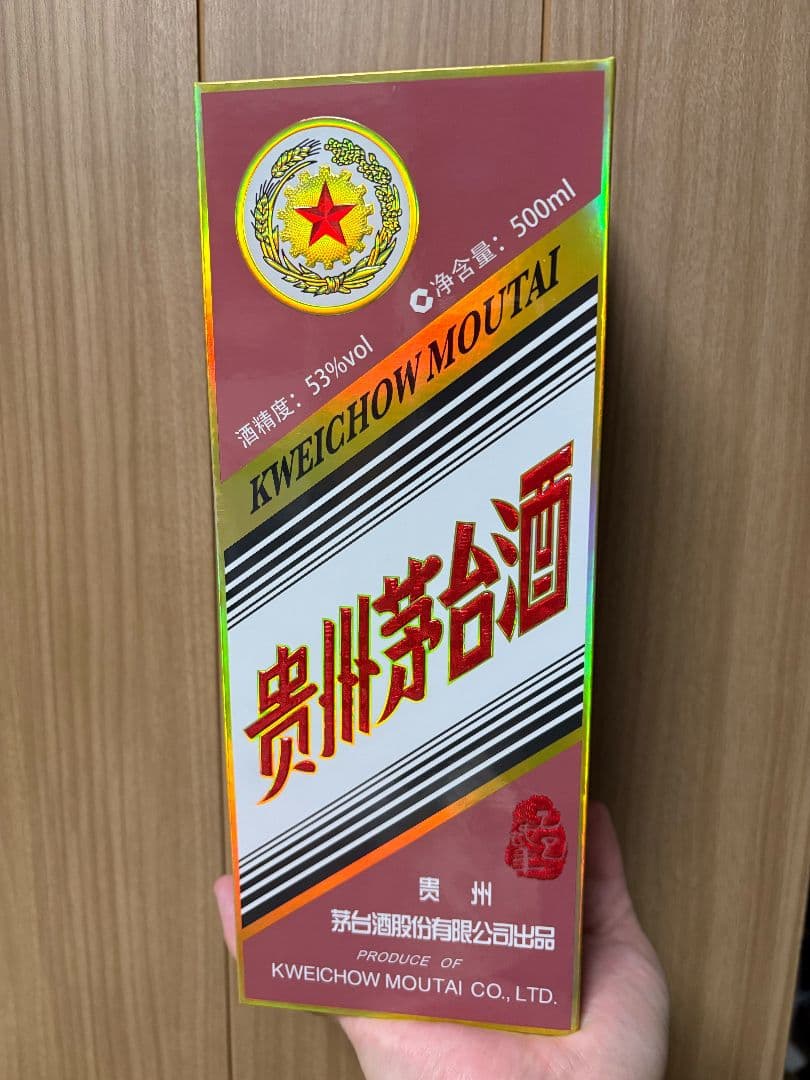 净含量：500ml
酒精度：53%vol
KWEICHOW MOUTAI
贵州茅台酒
贵 州
茅台酒股份有限公司出品
PRODUCE OF
KWEICHOW MOUTAI CO., LTD.